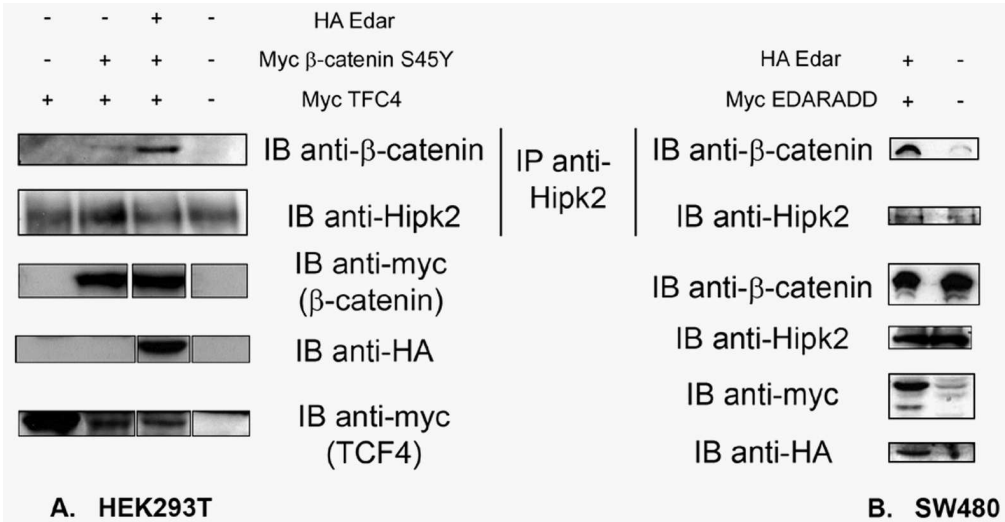 - - + - HA Edar
- + + - Myc β-catenin S45Y
+ + + - Myc TFC4
IB anti-β-catenin
IB anti-Hipk2
IP anti-
Hipk2
IB anti-myc
(β-catenin)
IB anti-HA
IB anti-myc
(TCF4)
A. HEK293T
HA Edar + -
Myc EDARADD + -
IB anti-β-catenin
IB anti-Hipk2
IB anti-β-catenin
IB anti-Hipk2
IB anti-myc
IB anti-HA
B. SW480